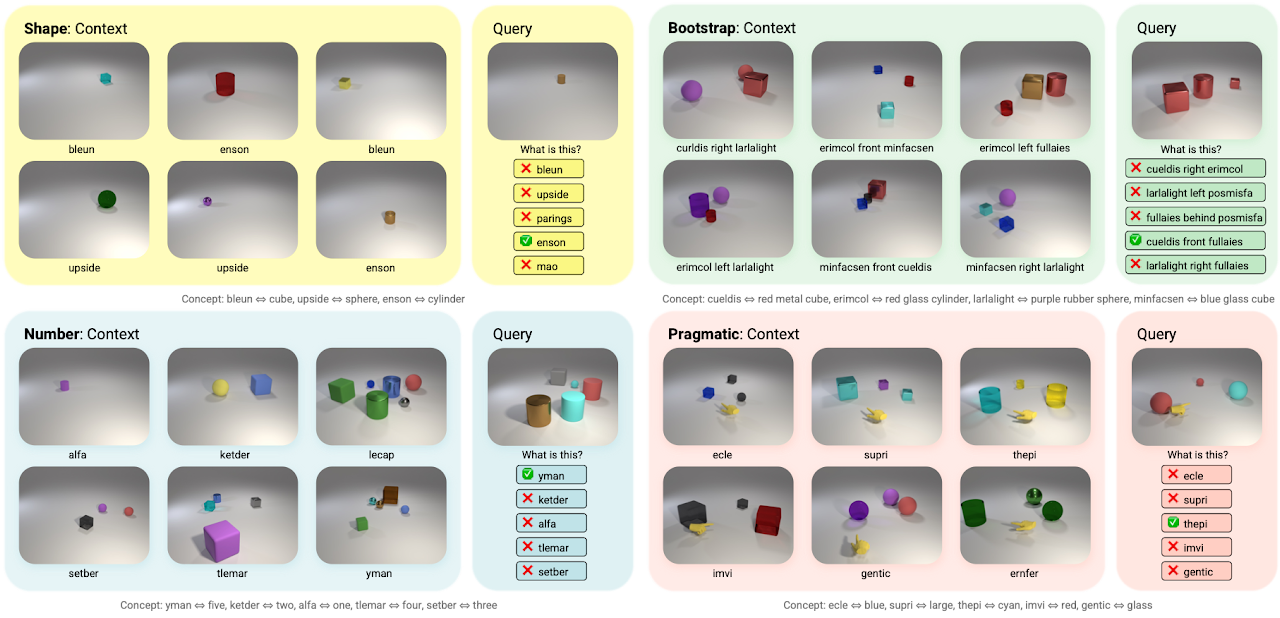 Shape: Context
bleun
enson
bleun
upside
upside
enson
Query
What is this?
bleun
upside
parings
enson
mao
Concept: bleun ⇔ cube, upside ⇔ sphere, enson ⇔ cylinder
Bootstrap: Context
curldis right larlalight
erimcol front minfacsen
erimcol left fullaies
erimcol left larlalight
minfacsen front cueldis
minfacsen right larlalight
Query
What is this?
cueldis right erimcol
larlalight left posmisfa
fullaies behind posmisfa
cueldis front fullaies
larlalight right fullaies
Concept: cueldis ⇔ red metal cube, erimcol ⇔ red glass cylinder, larlalight ⇔ purple rubber sphere, minfacsen ⇔ blue glass cube
Number: Context
alfa
ketder
lecap
setber
tlemar
yman
Query
What is this?
yman
ketder
alfa
tlemar
setber
Concept: yman ⇔ five, ketder ⇔ two, alfa ⇔ one, tlemar ⇔ four, setber ⇔ three
Pragmatic: Context
ecle
supri
thepi
imvi
gentic
ernfer
Query
What is this?
ecle
supri
thepi
imvi
gentic
Concept: ecle ⇔ blue, supri ⇔ large, thepi ⇔ cyan, imvi ⇔ red, gentic ⇔ glass